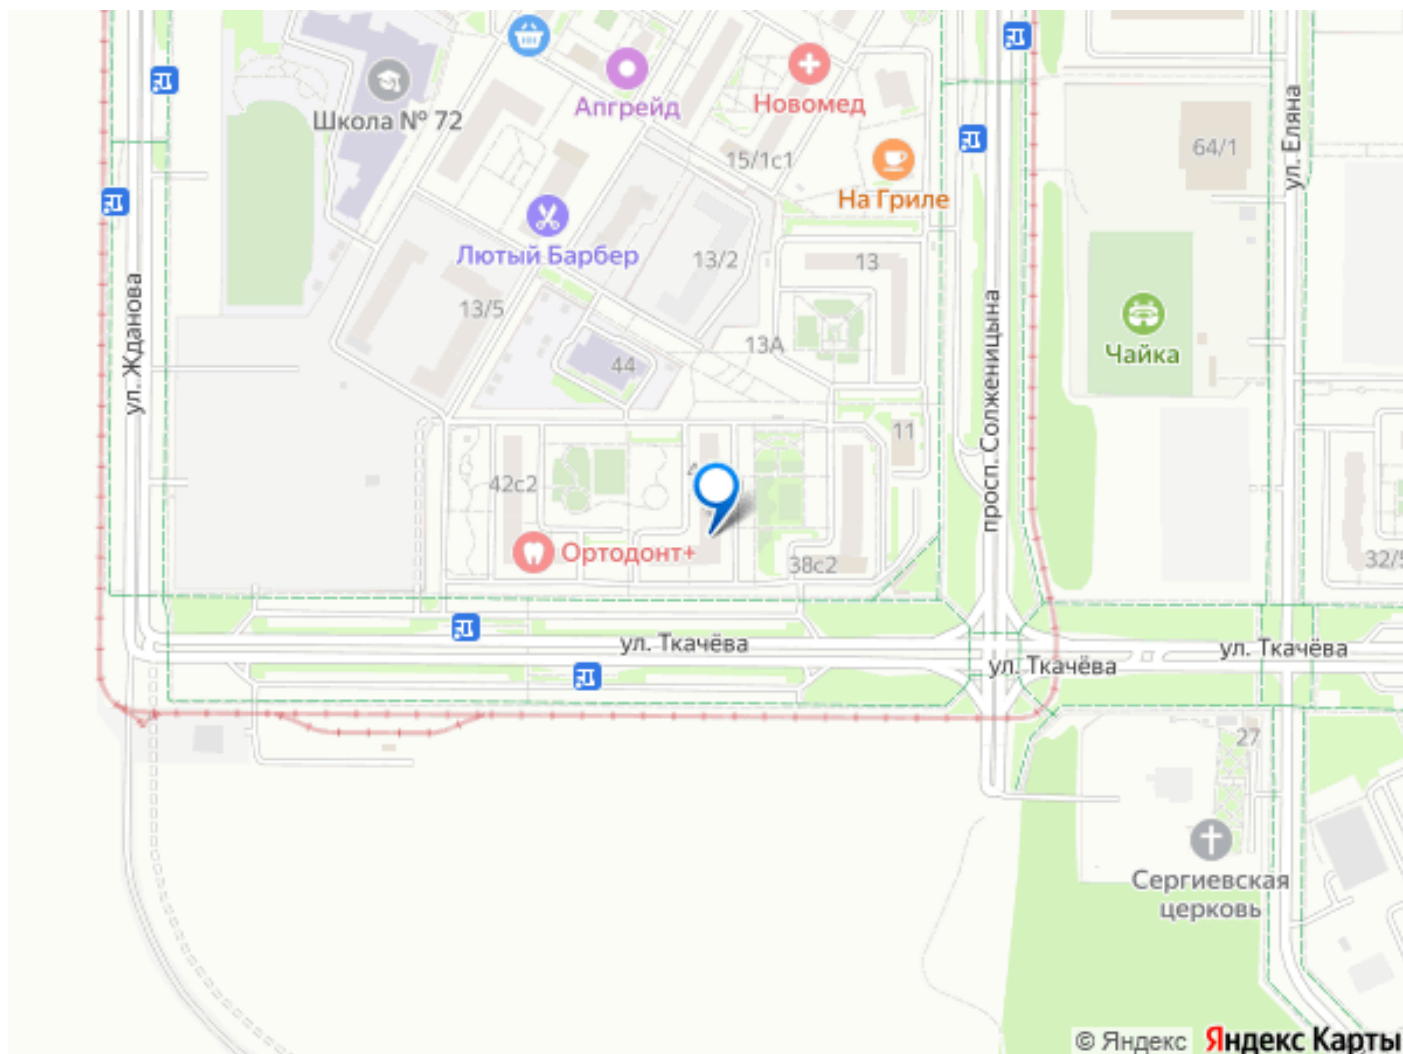 Школа № 72
Апгрейд
Новомед
15/1с1
На Гриле
64/1
ул. Еляна
Лютый Барбер
13/2
13
ул. Жданова
13/5
просп. Солженицына
13А
Чайка
44
11
42с2
Ортодонт+
38с2
32/5
ул. Ткачёва
ул. Ткачёва
ул. Ткачёва
27
Сергиевская
церковь
© Яндекс Яндекс Карты